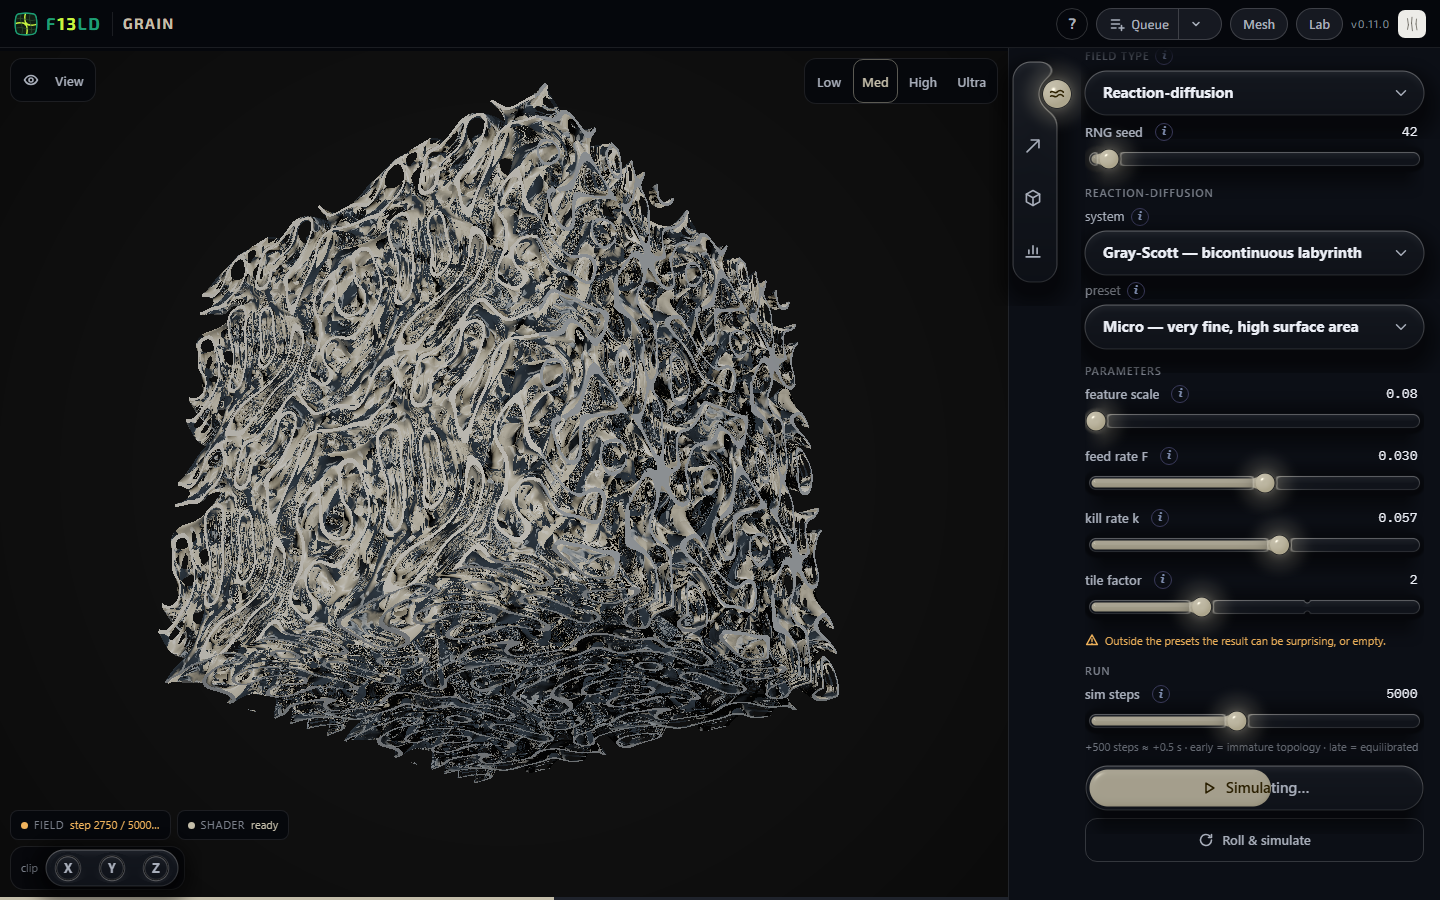 F13LD GRAIN
? Queue Mesh Lab v0.11.0
View
Low Med High Ultra
FIELD TYPE i
Reaction-diffusion
RNG seed i 42
REACTION-DIFFUSION
system i
Gray-Scott — bicontinuous labyrinth
preset i
Micro — very fine, high surface area
PARAMETERS
feature scale i 0.08
feed rate F i 0.030
kill rate k i 0.057
tile factor i 2
Outside the presets the result can be surprising, or empty.
RUN
sim steps i 5000
+500 steps ≈ +0.5 s · early = immature topology · late = equilibrated
Simulating...
Roll & simulate
FIELD step 2750 / 5000...
SHADER ready
clip X Y Z